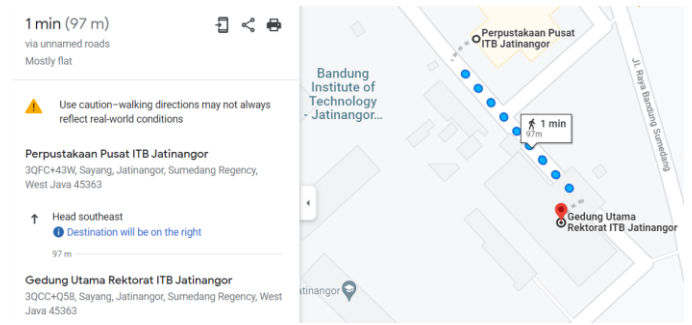 1 min (97 m)
via unnamed roads
Mostly flat
Use caution–walking directions may not always
reflect real-world conditions
Perpustakaan Pusat ITB Jatinangor
3QFC+43W, Sayang, Jatinangor, Sumedang Regency,
West Java 45363
Head southeast
Destination will be on the right
97 m
Gedung Utama Rektorat ITB Jatinangor
3QCC+Q58, Sayang, Jatinangor, Sumedang Regency, West
Java 45363
Perpustakaan Pusat
ITB Jatinangor
Bandung
Institute of
Technology
- Jatinangor...
1 min
97m
Jl. Raya Bandung Sumedang
Gedung Utama
Rektorat ITB Jatinangor
tinangor